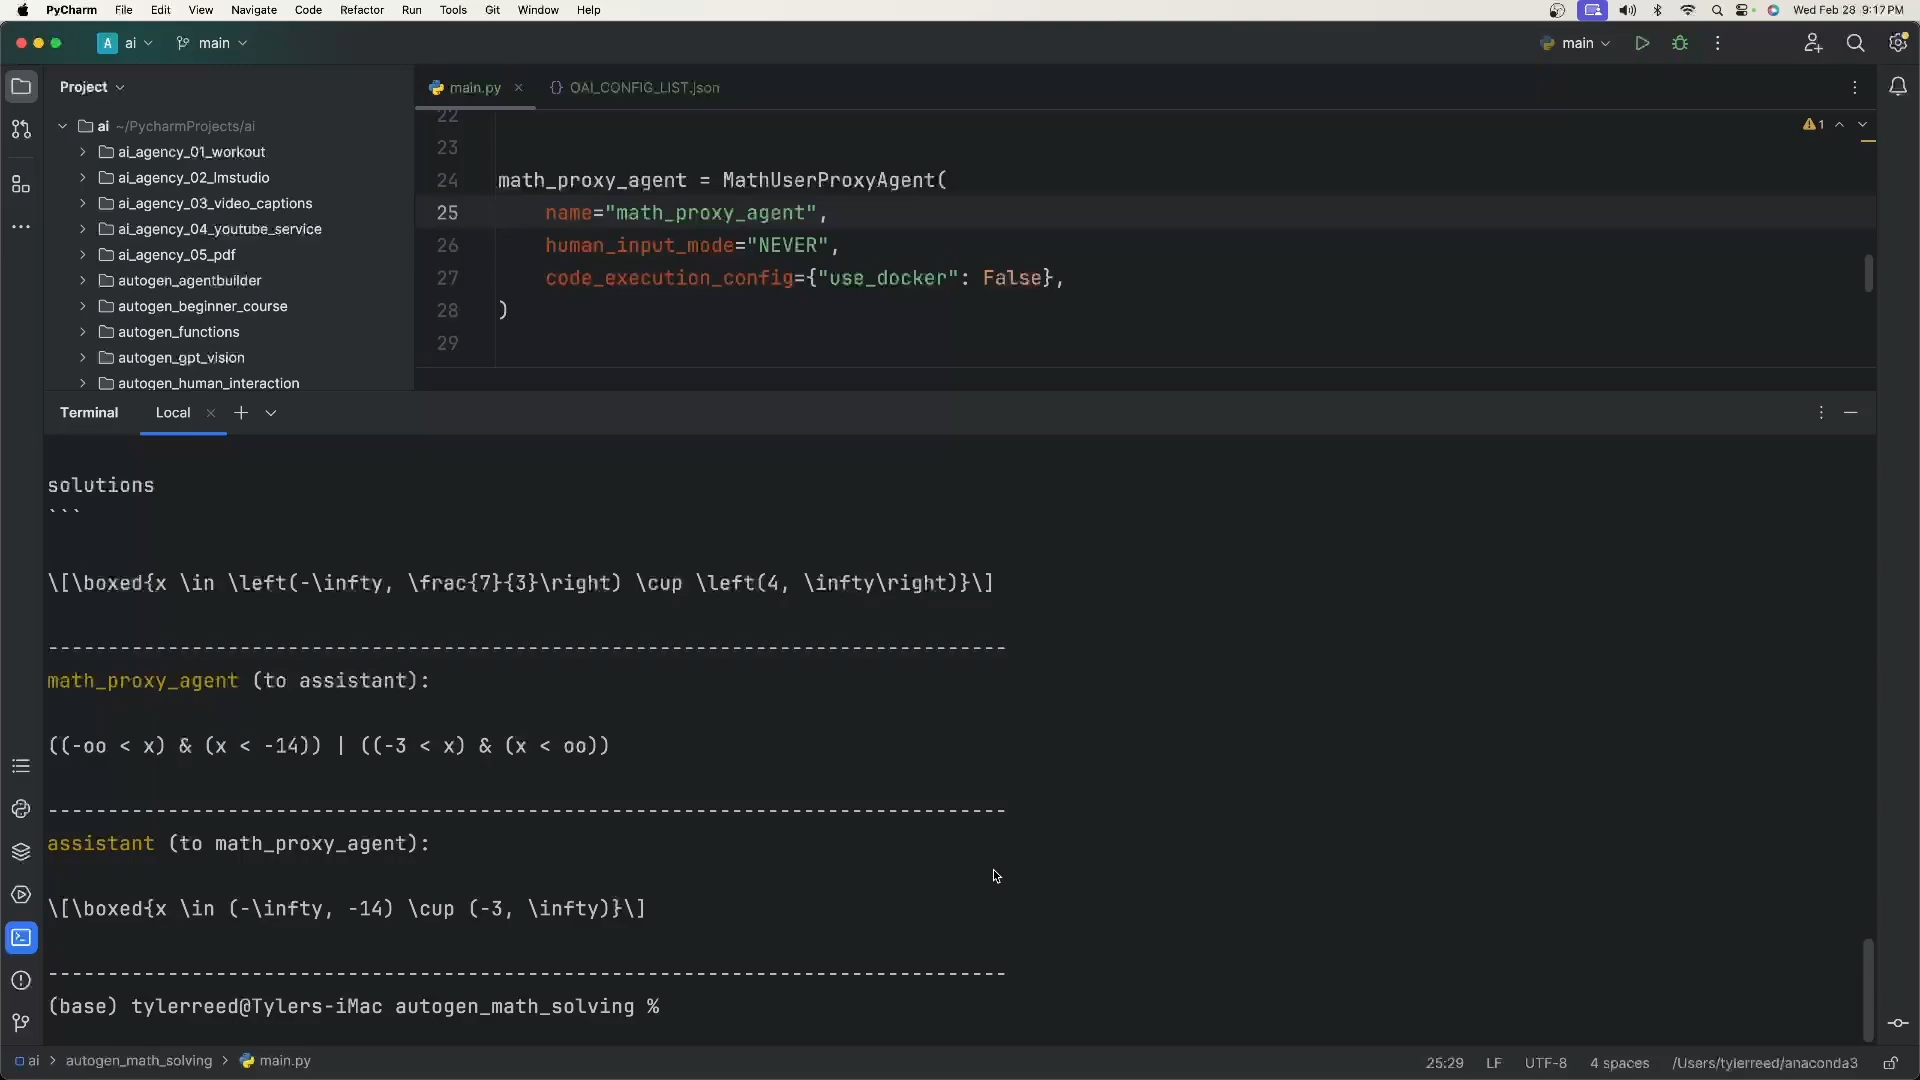 PyCharm File Edit View Navigate Code Refactor Run Tools Git Window Help Wed Feb 28 9:17 PM
A ai main main
Project
main.py
OAI_CONFIG_LIST.json
ai ~/PycharmProjects/ai
ai_agency_01_workout
ai_agency_02_lmstudio
ai_agency_03_video_captions
ai_agency_04_youtube_service
ai_agency_05_pdf
autogen_agentbuilder
autogen_beginner_course
autogen_functions
autogen_gpt_vision
autogen_human_interaction
1
22
23
24 math_proxy_agent = MathUserProxyAgent(
25 name="math_proxy_agent",
26 human_input_mode="NEVER",
27 code_execution_config={"use_docker": False},
28 )
29
Terminal Local
solutions
```
\[\boxed{x \in \left(-\infty, \frac{7}{3}\right) \cup \left(4, \infty\right)}\]
--------------------------------------------------------------------------------
math_proxy_agent (to assistant):
((-oo < x) & (x < -14)) | ((-3 < x) & (x < oo))
--------------------------------------------------------------------------------
assistant (to math_proxy_agent):
\[\boxed{x \in (-\infty, -14) \cup (-3, \infty)}\]
--------------------------------------------------------------------------------
(base) tylerreed@Tylers-iMac autogen_math_solving %
ai > autogen_math_solving > main.py 25:29 LF UTF-8 4 spaces /Users/tylerreed/anaconda3